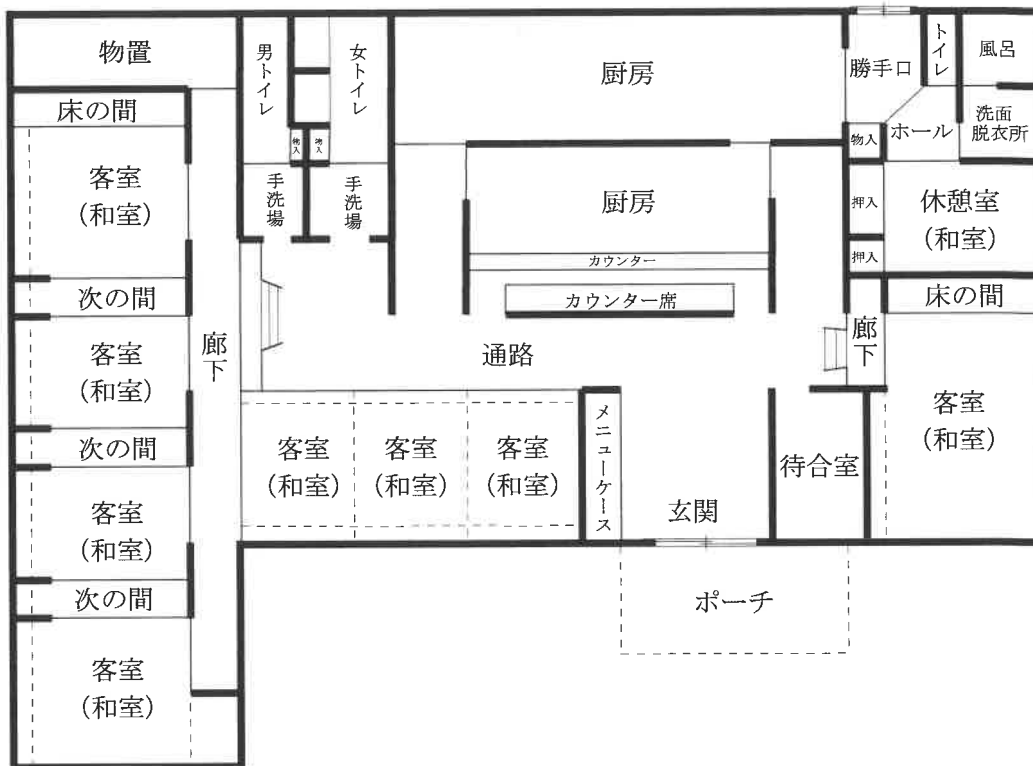 物置
男トイレ
女トイレ
厨房
勝手口
トイレ
風呂
床の間
物入
物入
物入
ホール
洗面
脱衣所
客室
(和室)
手洗場
手洗場
厨房
押入
休憩室
(和室)
カウンター
押入
次の間
カウンター席
床の間
客室
(和室)
廊下
通路
廊下
次の間
客室
(和室)
客室
(和室)
客室
(和室)
メニューケース
待合室
客室
(和室)
客室
(和室)
玄関
次の間
ポーチ
客室
(和室)